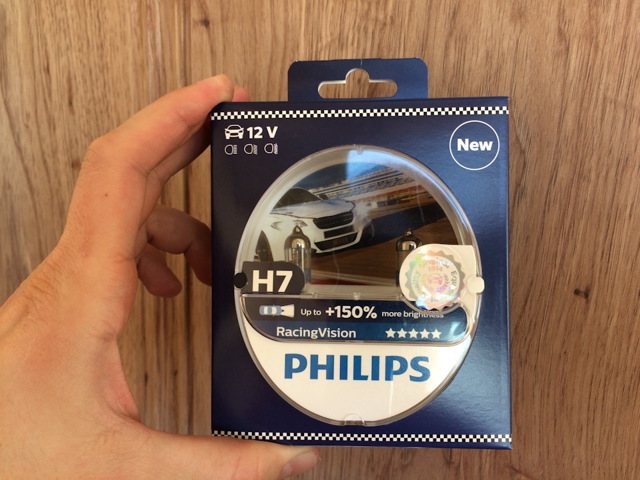 12 V
New
H7
Up to +150% more brightness
RacingVision
PHILIPS